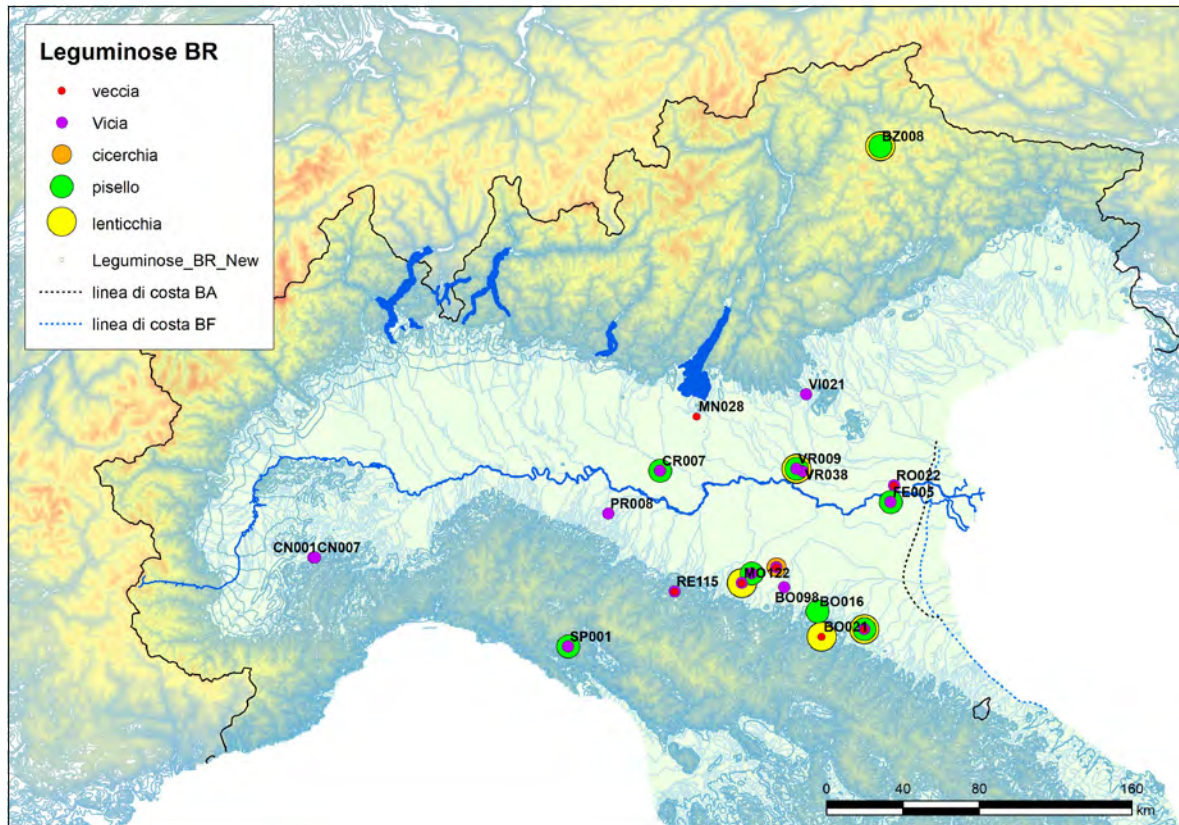 Leguminose BR
veccia
Vicia
cicerchia
pisello
lenticchia
Leguminose_BR_New
linea di costa BA
linea di costa BF
BZ008
VI021
MN028
CR007
VR009
VR038
RO022
FE005
PR008
CN001CN007
RE115
MO122
BO098
BO016
BO021
SP001
0 40 80 160
km